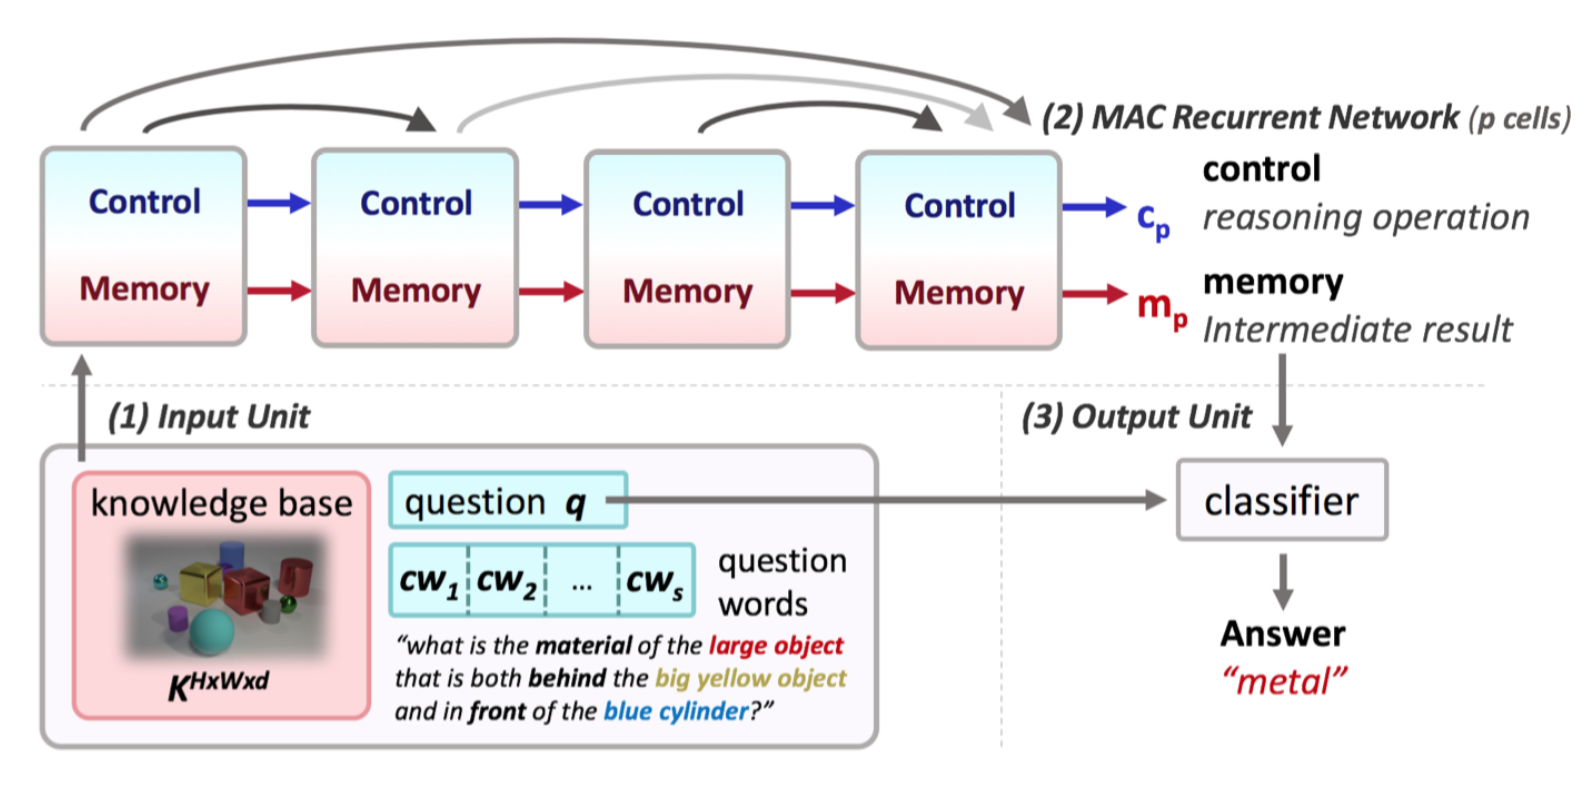 (2) MAC Recurrent Network (p cells)
Control Control Control Control
Memory Memory Memory Memory
c_p
control
reasoning operation
m_p
memory
Intermediate result
(1) Input Unit
knowledge base
K^HxWxd
question q
cw_1 cw_2 ... cw_s
question
words
“what is the material of the large object
that is both behind the big yellow object
and in front of the blue cylinder?”
(3) Output Unit
classifier
Answer
“metal”